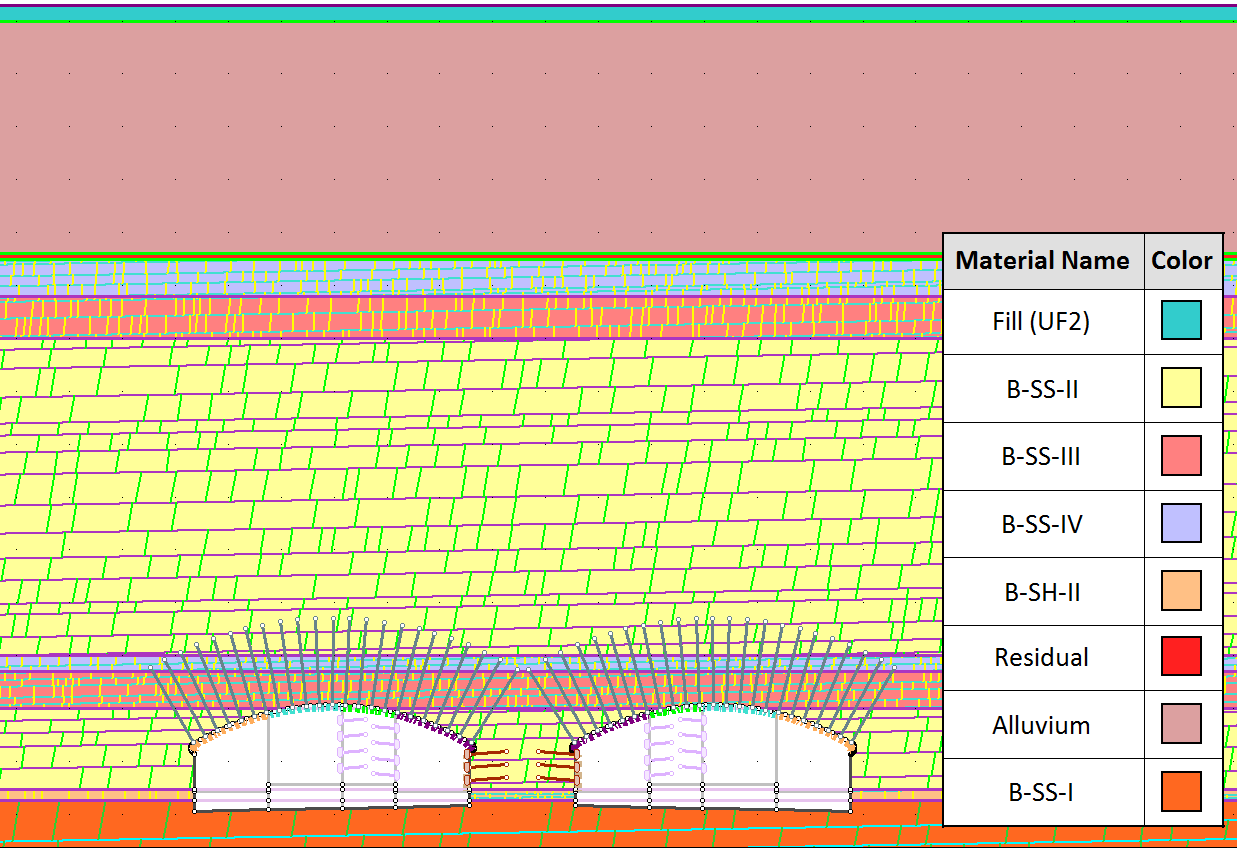 Material Name Color
Fill (UF2)
B-SS-II
B-SS-III
B-SS-IV
B-SH-II
Residual
Alluvium
B-SS-I